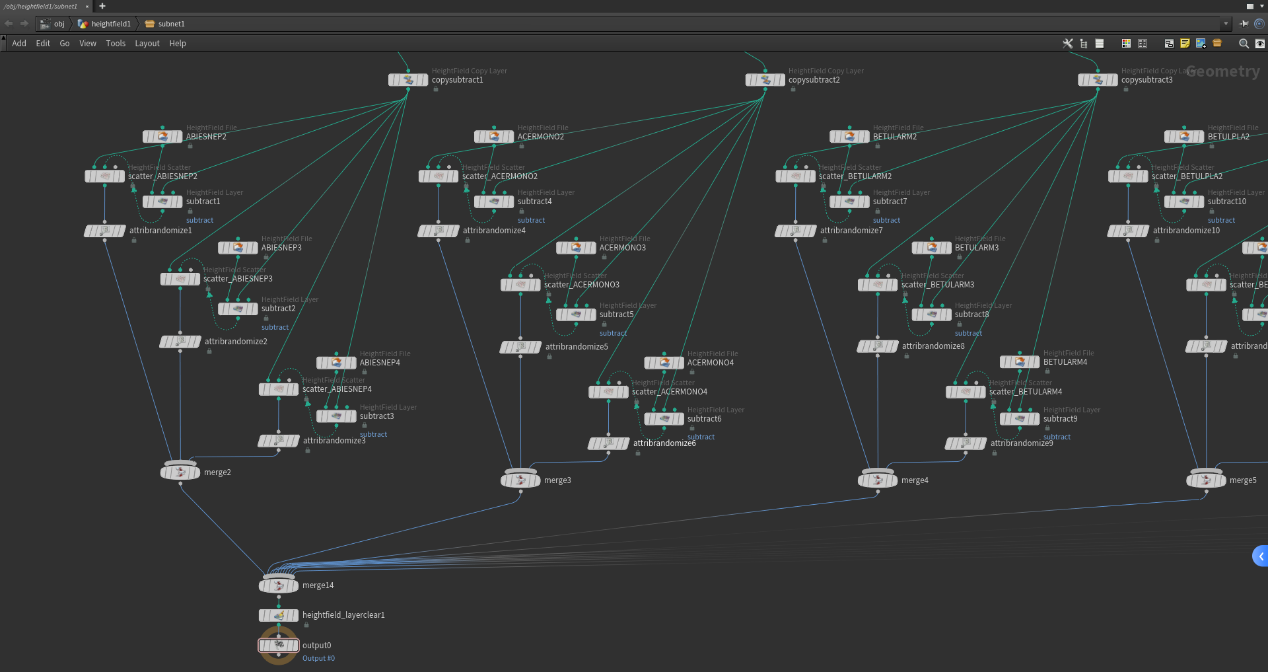 /obj/heightfield1/subnet1
obj heightfield1 subnet1
Add Edit Go View Tools Layout Help
Geometry
HeightField Copy Layer
copysubtract1
HeightField Copy Layer
copysubtract2
HeightField Copy Layer
copysubtract3
HeightField File
ABIESNEP2
HeightField Scatter
scatter_ABIESNEP2
HeightField Layer
subtract1
subtract
attribrandomize1
HeightField File
ABIESNEP3
HeightField Scatter
scatter_ABIESNEP3
HeightField Layer
subtract2
subtract
attribrandomize2
HeightField File
ABIESNEP4
HeightField Scatter
scatter_ABIESNEP4
HeightField Layer
subtract3
subtract
attribrandomize3
merge2
HeightField File
ACERMONO2
HeightField Scatter
scatter_ACERMONO2
HeightField Layer
subtract4
subtract
attribrandomize4
HeightField File
ACERMONO3
HeightField Scatter
scatter_ACERMONO3
HeightField Layer
subtract5
subtract
attribrandomize5
HeightField File
ACERMONO4
HeightField Scatter
scatter_ACERMONO4
HeightField Layer
subtract6
subtract
attribrandomize6
merge3
HeightField File
BETULARM2
HeightField Scatter
scatter_BETULARM2
HeightField Layer
subtract7
subtract
attribrandomize7
HeightField File
BETULARM3
HeightField Scatter
scatter_BETULARM3
HeightField Layer
subtract8
subtract
attribrandomize8
HeightField File
BETULARM4
HeightField Scatter
scatter_BETULARM4
HeightField Layer
subtract9
subtract
attribrandomize9
merge4
HeightField File
BETULPLA2
HeightField Scatter
scatter_BETULPLA2
HeightField Layer
subtract10
subtract
attribrandomize10
HeightField Scatter
scatter_BE
attribrand
merge5
merge14
heightfield_layerclear1
output0
Output #0